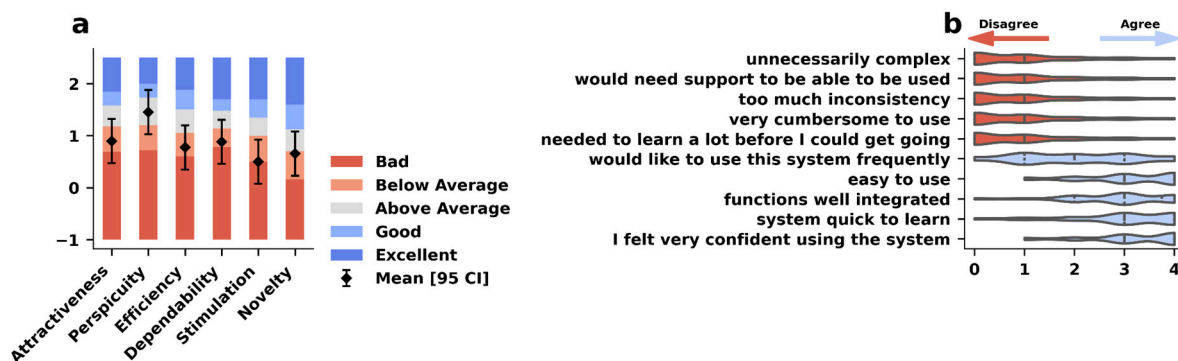 a
2
1
0
−1
Attractiveness
Perspicuity
Efficiency
Dependability
Stimulation
Novelty
Bad
Below Average
Above Average
Good
Excellent
Mean [95 CI]
b
Disagree
Agree
unnecessarily complex
would need support to be able to be used
too much inconsistency
very cumbersome to use
needed to learn a lot before I could get going
would like to use this system frequently
easy to use
functions well integrated
system quick to learn
I felt very confident using the system
0 1 2 3 4